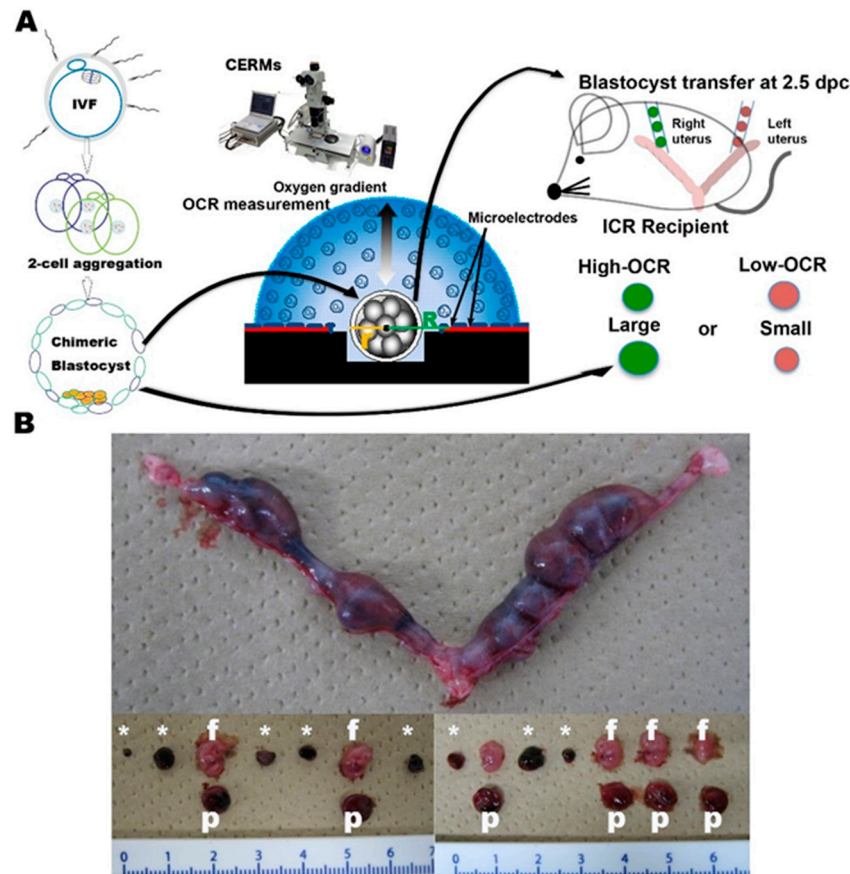 A
IVF
2-cell aggregation
Chimeric
Blastocyst
CERMs
Oxygen gradient
OCR measurement
Microelectrodes
r
R
Blastocyst transfer at 2.5 dpc
Right
uterus
Left
uterus
ICR Recipient
High-OCR
Low-OCR
Large
or
Small
B
* * f * * f *
p p
* * * f f f
p p p p
0 1 2 3 4 5 6 7
0 1 2 3 4 5 6